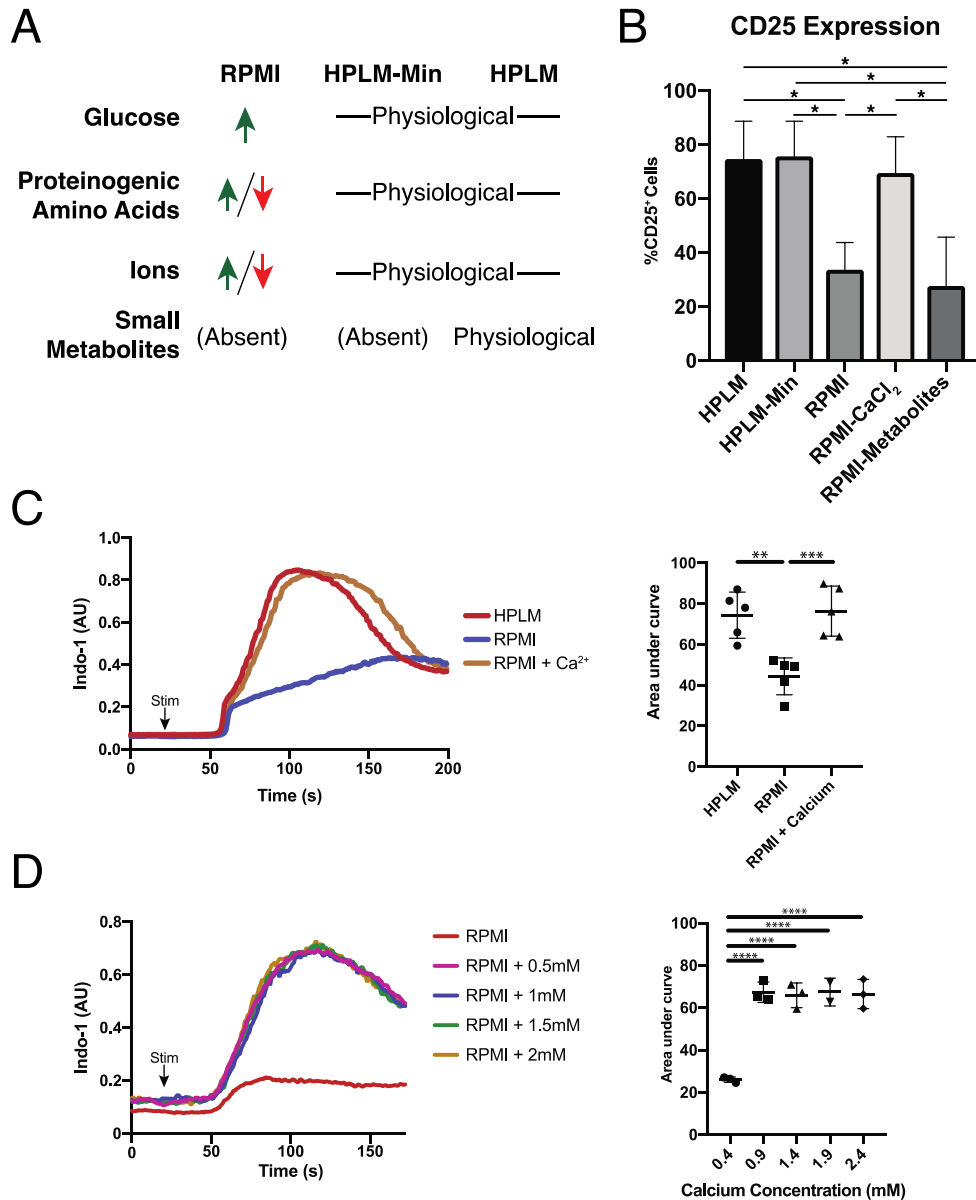 A
RPMI HPLM-Min HPLM
Glucose Physiological
Proteinogenic
Amino Acids Physiological
Ions Physiological
Small
Metabolites (Absent) (Absent) Physiological
B
CD25 Expression
* * * * * *
%CD25⁺ Cells
100
80
60
40
20
0
HPLM
HPLM-Min
RPMI
RPMI-CaCl₂
RPMI-Metabolites
C
Indo-1 (AU)
1.0
0.8
0.6
0.4
0.2
0.0
Stim
0 50 100 150 200
Time (s)
HPLM
RPMI
RPMI + Ca²⁺
Area under curve
100
80
60
40
20
0
** ***
HPLM
RPMI
RPMI + Calcium
D
Indo-1 (AU)
0.8
0.6
0.4
0.2
0
Stim
0 50 100 150
Time (s)
RPMI
RPMI + 0.5mM
RPMI + 1mM
RPMI + 1.5mM
RPMI + 2mM
Area under curve
100
80
60
40
20
0
****
****
****
****
0.4
0.9
1.4
1.9
2.4
Calcium Concentration (mM)